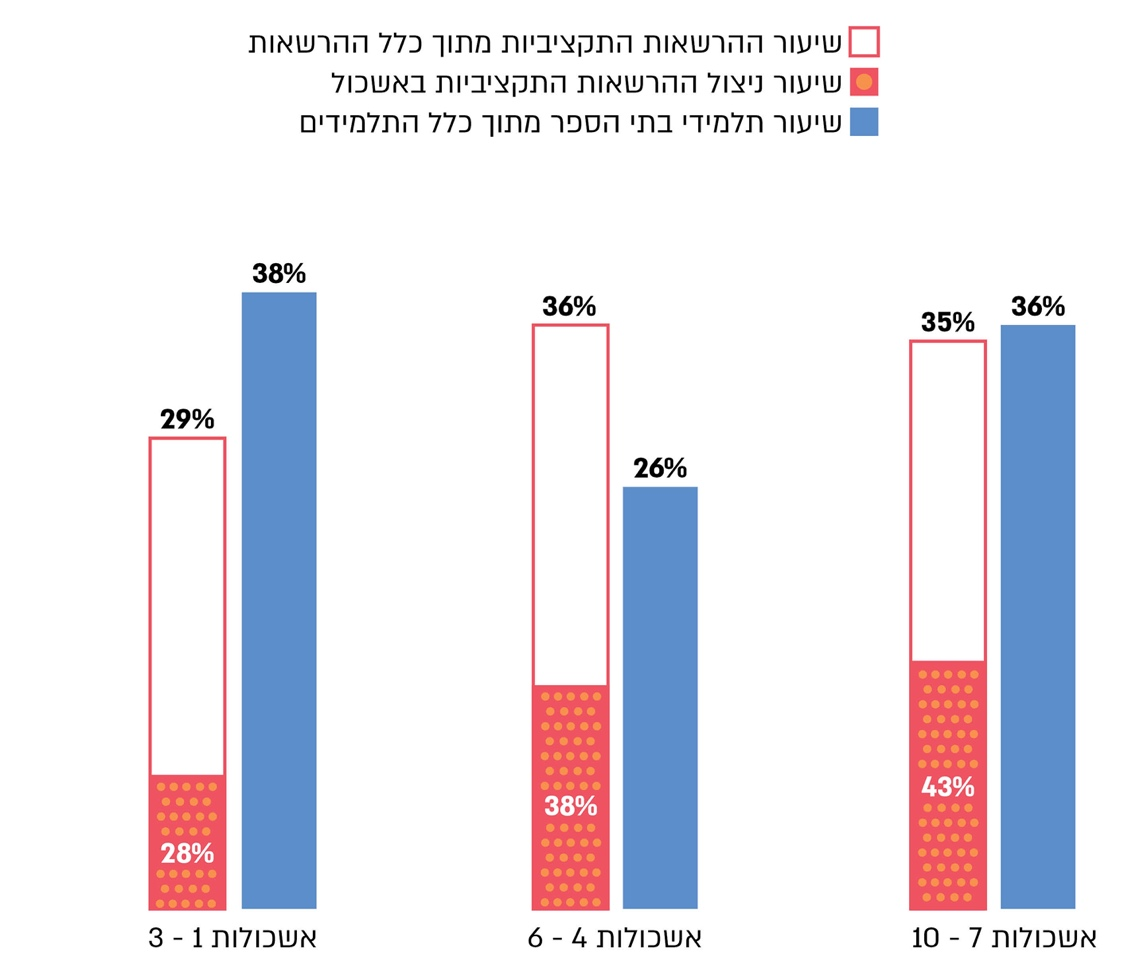 שיעור ההרשאות התקציביות מתוך כלל ההרשאות
שיעור ניצול ההרשאות התקציביות באשכול
שיעור תלמידי בתי הספר מתוך כלל התלמידים
38%
36%
36%
35%
29%
26%
43%
38%
28%
אשכולות 7 - 10
אשכולות 4 - 6
אשכולות 1 - 3